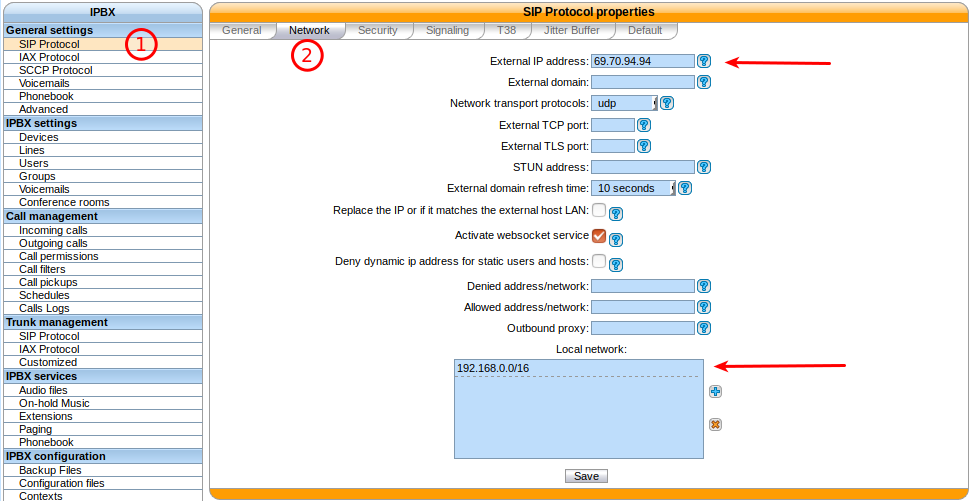 IPBX
General settings
SIP Protocol
IAX Protocol
SCCP Protocol
Voicemails
Phonebook
Advanced
IPBX settings
Devices
Lines
Users
Groups
Voicemails
Conference rooms
Call management
Incoming calls
Outgoing calls
Call permissions
Call filters
Call pickups
Schedules
Calls Logs
Trunk management
SIP Protocol
IAX Protocol
Customized
IPBX services
Audio files
On-hold Music
Extensions
Paging
Phonebook
IPBX configuration
Backup Files
Configuration files
Contexts
1
SIP Protocol properties
General Network Security Signaling T38 Jitter Buffer Default
2
External IP address: 69.70.94.94 ?
External domain: ?
Network transport protocols: udp ?
External TCP port: ?
External TLS port: ?
STUN address: ?
External domain refresh time: 10 seconds ?
Replace the IP or if it matches the external host LAN: ?
Activate websocket service ?
Deny dynamic ip address for static users and hosts: ?
Denied address/network: ?
Allowed address/network: ?
Outbound proxy: ?
Local network:
192.168.0.0/16
Save